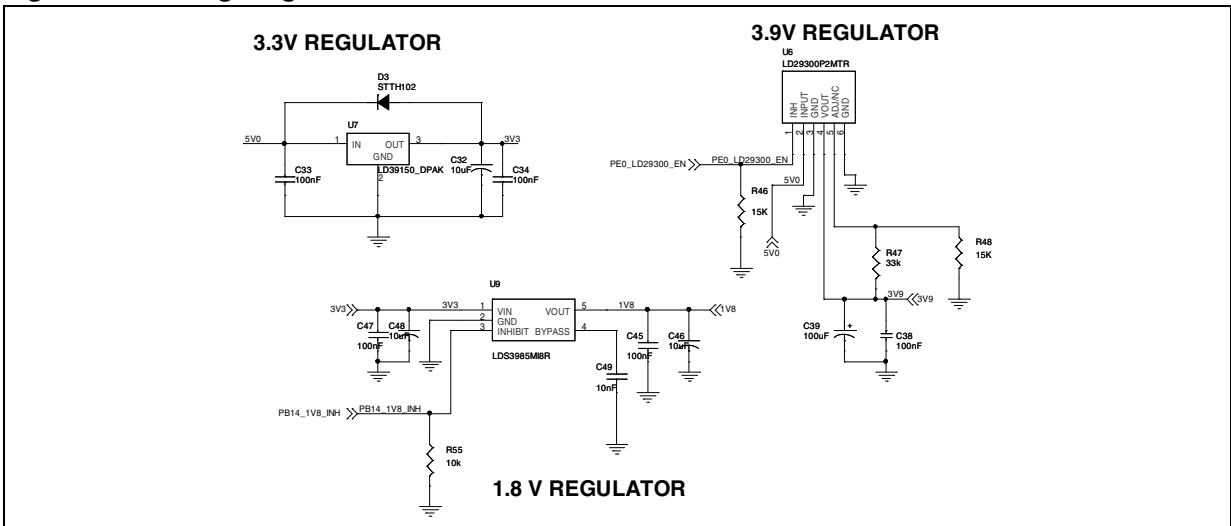 3.3V REGULATOR
D3
STTH102
U7
5V0
1
IN
OUT
3
3V3
GND
2
LD39150_DPAK
C33
100nF
C32
10uF
C34
100nF
3.9V REGULATOR
U6
LD29300P2MTR
INH
INPUT
GND
VOUT
ADJ/NC
GND
1
2
3
4
5
6
PE0_LD29300_EN
PE0_LD29300_EN
5V0
R46
15K
5V0
R47
33k
R48
15K
3V9
3V9
C39
100uF
+
C38
100nF
U9
3V3
3V3
1
VIN
VOUT
5
1V8
1V8
2
GND
3
INHIBIT
BYPASS
4
LDS3985MI8R
C47
100nF
C48
10uF
C45
100nF
C46
10uF
C49
10nF
PB14_1V8_INH
PB14_1V8_INH
R55
10k
1.8 V REGULATOR